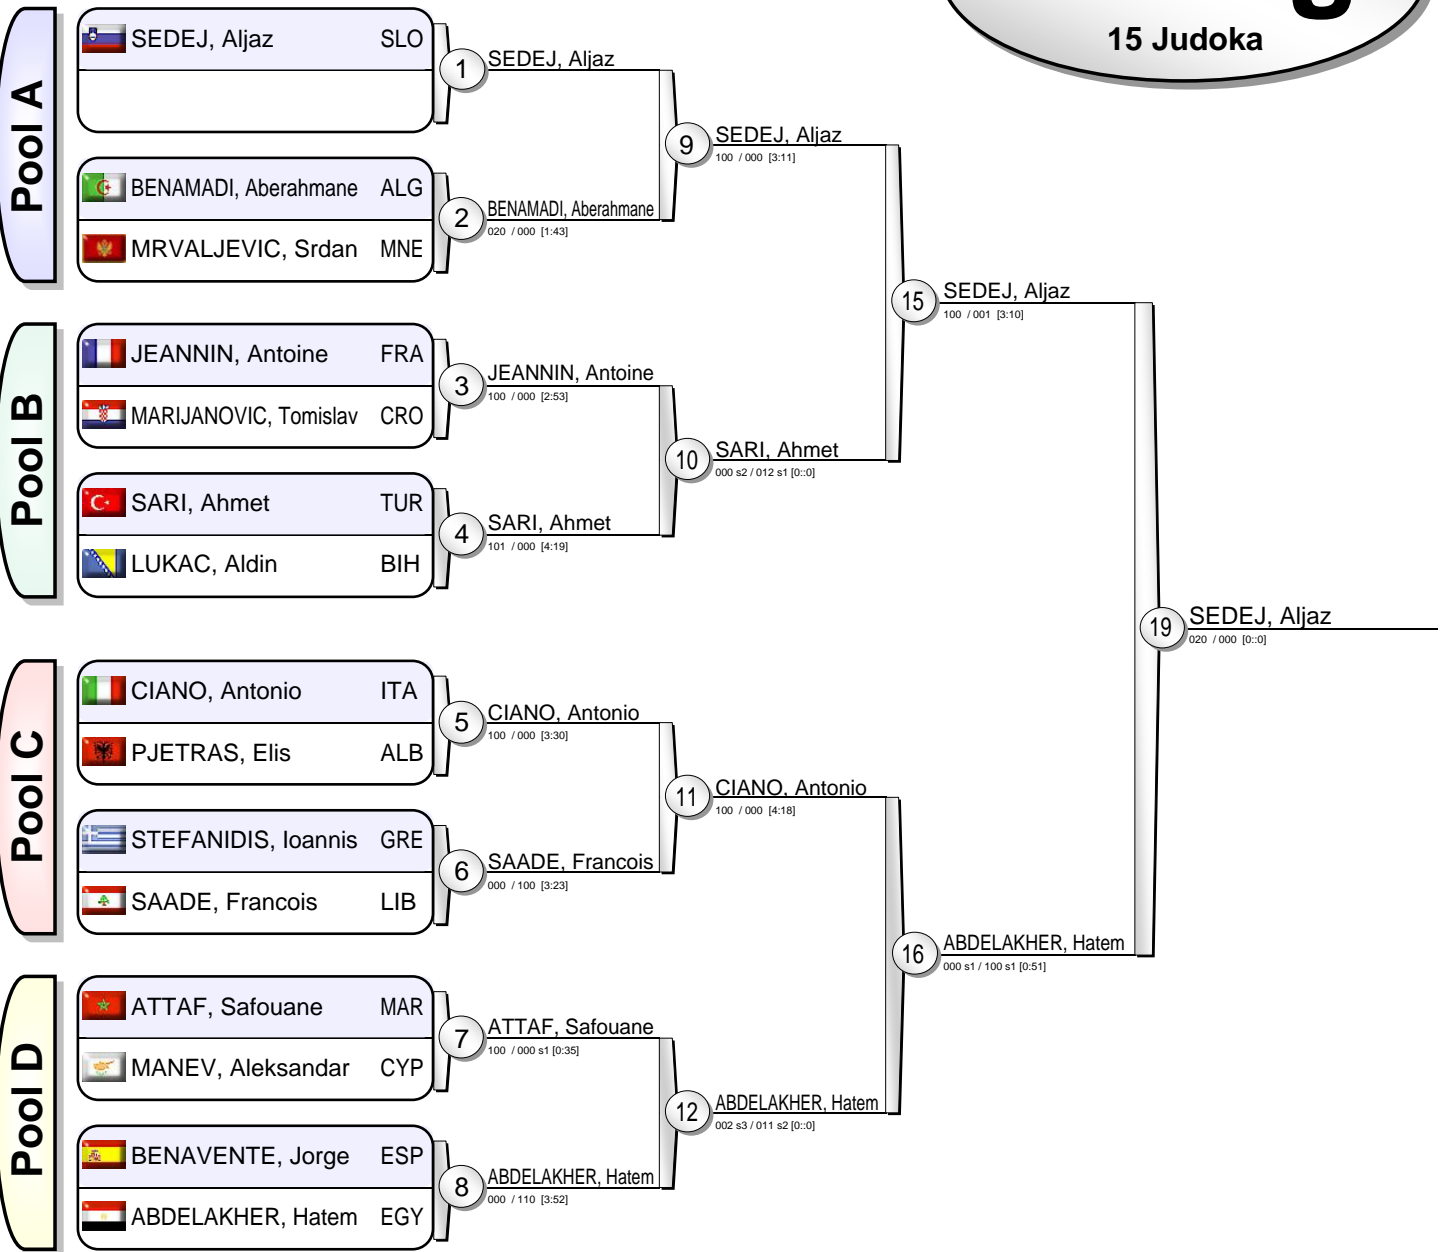 15 Judoka
Pool A
SEDEJ, Aljaz SLO
BENAMADI, Aberahmane ALG
MRVALJEVIC, Srdan MNE
Pool B
JEANNIN, Antoine FRA
MARIJANOVIC, Tomislav CRO
SARI, Ahmet TUR
LUKAC, Aldin BIH
Pool C
CIANO, Antonio ITA
PJETRAS, Elis ALB
STEFANIDIS, Ioannis GRE
SAADE, Francois LIB
Pool D
ATTAF, Safouane MAR
MANEV, Aleksandar CYP
BENAVENTE, Jorge ESP
ABDELAKHER, Hatem EGY
1 SEDEJ, Aljaz
2 BENAMADI, Aberahmane
020 / 000 [1:43]
3 JEANNIN, Antoine
100 / 000 [2:53]
4 SARI, Ahmet
101 / 000 [4:19]
5 CIANO, Antonio
100 / 000 [3:30]
6 SAADE, Francois
000 / 100 [3:23]
7 ATTAF, Safouane
100 / 000 s1 [0:35]
8 ABDELAKHER, Hatem
000 / 110 [3:52]
9 SEDEJ, Aljaz
100 / 000 [3:11]
10 SARI, Ahmet
000 s2 / 012 s1 [0::0]
11 CIANO, Antonio
100 / 000 [4:18]
12 ABDELAKHER, Hatem
002 s3 / 011 s2 [0::0]
15 SEDEJ, Aljaz
100 / 001 [3:10]
16 ABDELAKHER, Hatem
000 s1 / 100 s1 [0:51]
19 SEDEJ, Aljaz
020 / 000 [0::0]